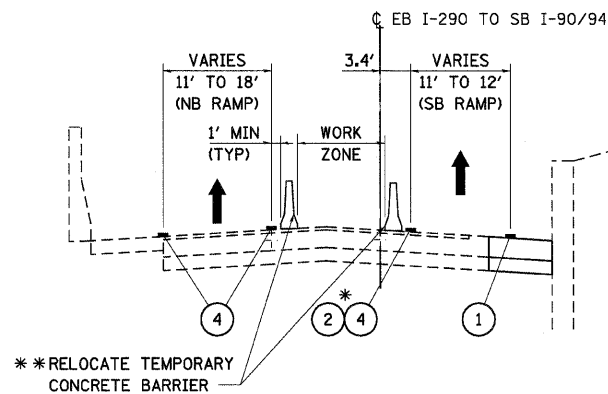 ℄ EB I-290 TO SB I-90/94
VARIES
11' TO 18'
(NB RAMP)
3.4'
VARIES
11' TO 12'
(SB RAMP)
1' MIN
(TYP)
WORK
ZONE
4
*
2 4
1
* * RELOCATE TEMPORARY
CONCRETE BARRIER